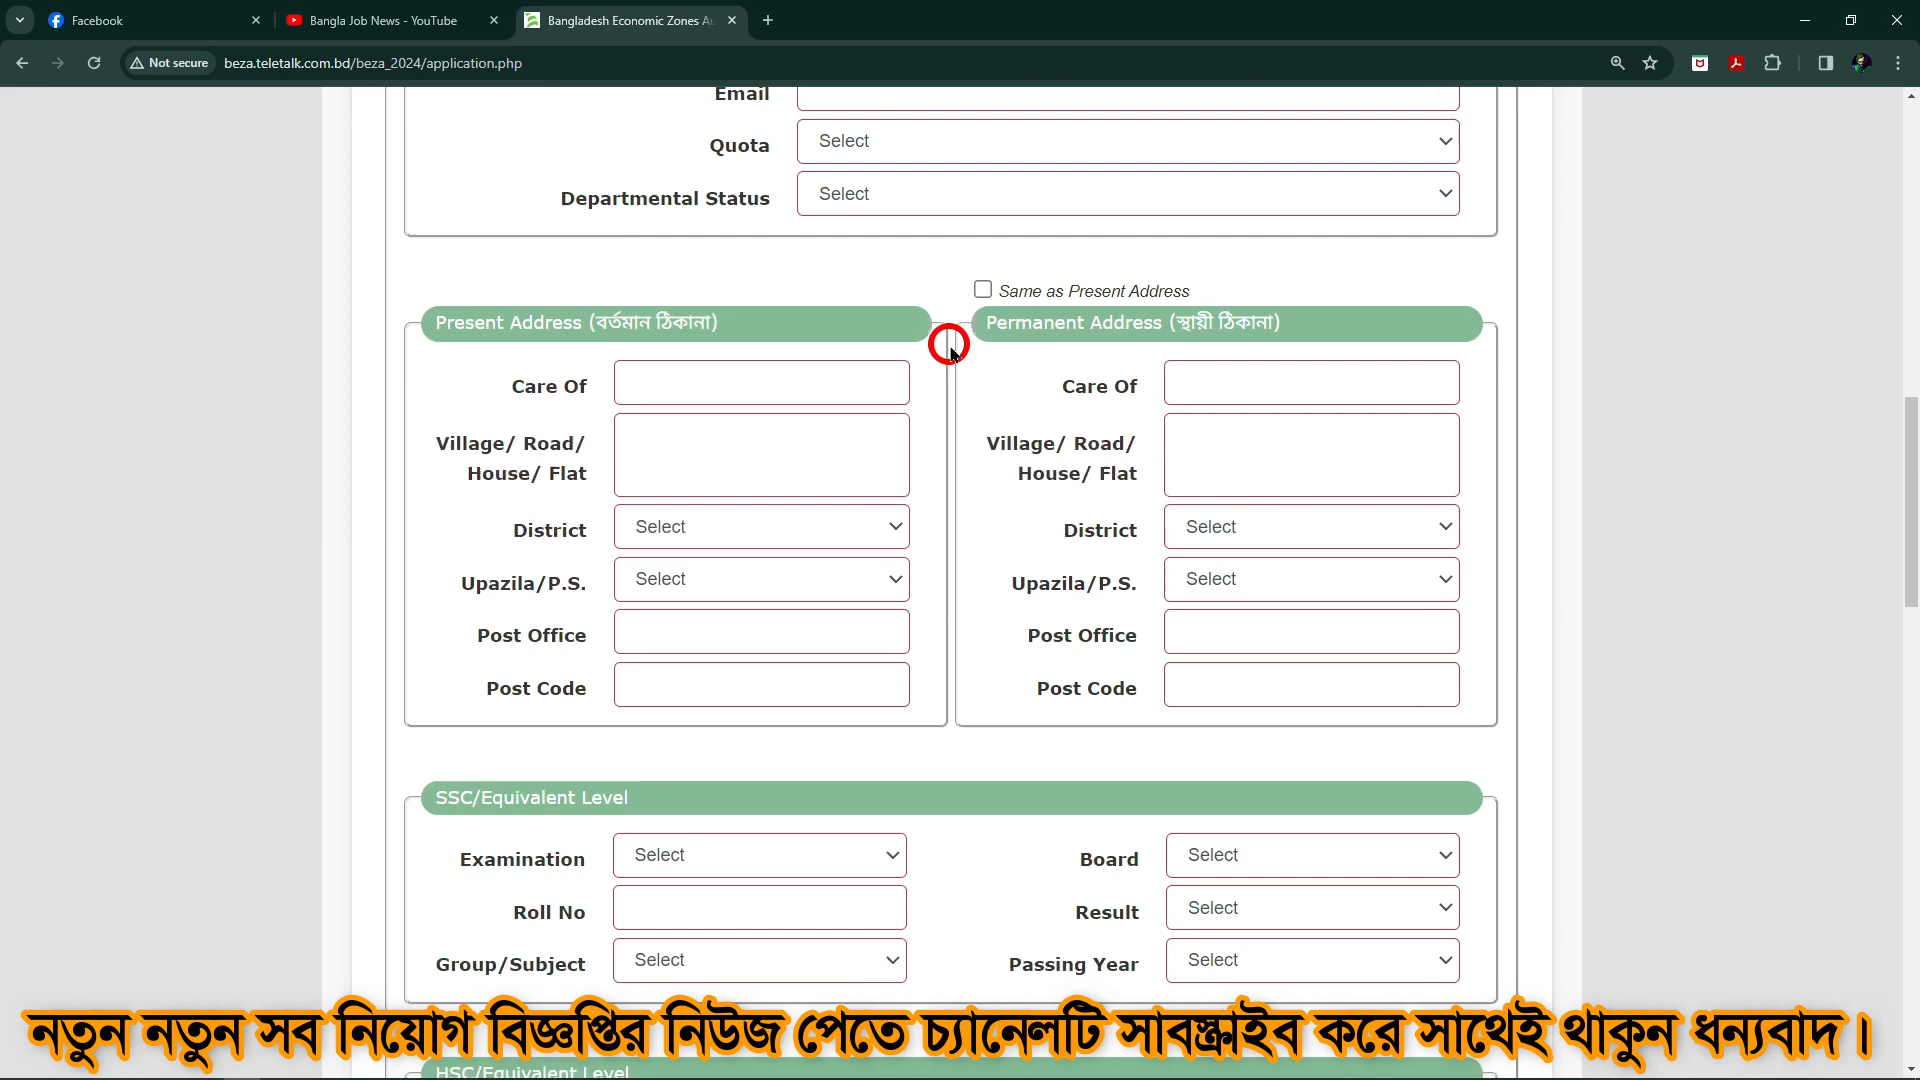 Facebook
Bangla Job News - YouTube
Bangladesh Economic Zones Au
Not secure
beza.teletalk.com.bd/beza_2024/application.php
Email
Quota
Select
Departmental Status
Select
Same as Present Address
Present Address (বর্তমান ঠিকানা)
Permanent Address (স্থায়ী ঠিকানা)
Care Of
Care Of
Village/ Road/
House/ Flat
Village/ Road/
House/ Flat
District
Select
District
Select
Upazila/P.S.
Select
Upazila/P.S.
Select
Post Office
Post Office
Post Code
Post Code
SSC/Equivalent Level
Examination
Select
Board
Select
Roll No
Result
Select
Group/Subject
Select
Passing Year
Select
নতুন নতুন সব নিয়োগ বিজ্ঞপ্তির নিউজ পেতে চ্যানেলটি সাবস্ক্রাইব করে সাথেই থাকুন ধন্যবাদ।
HSC/Equivalent Level